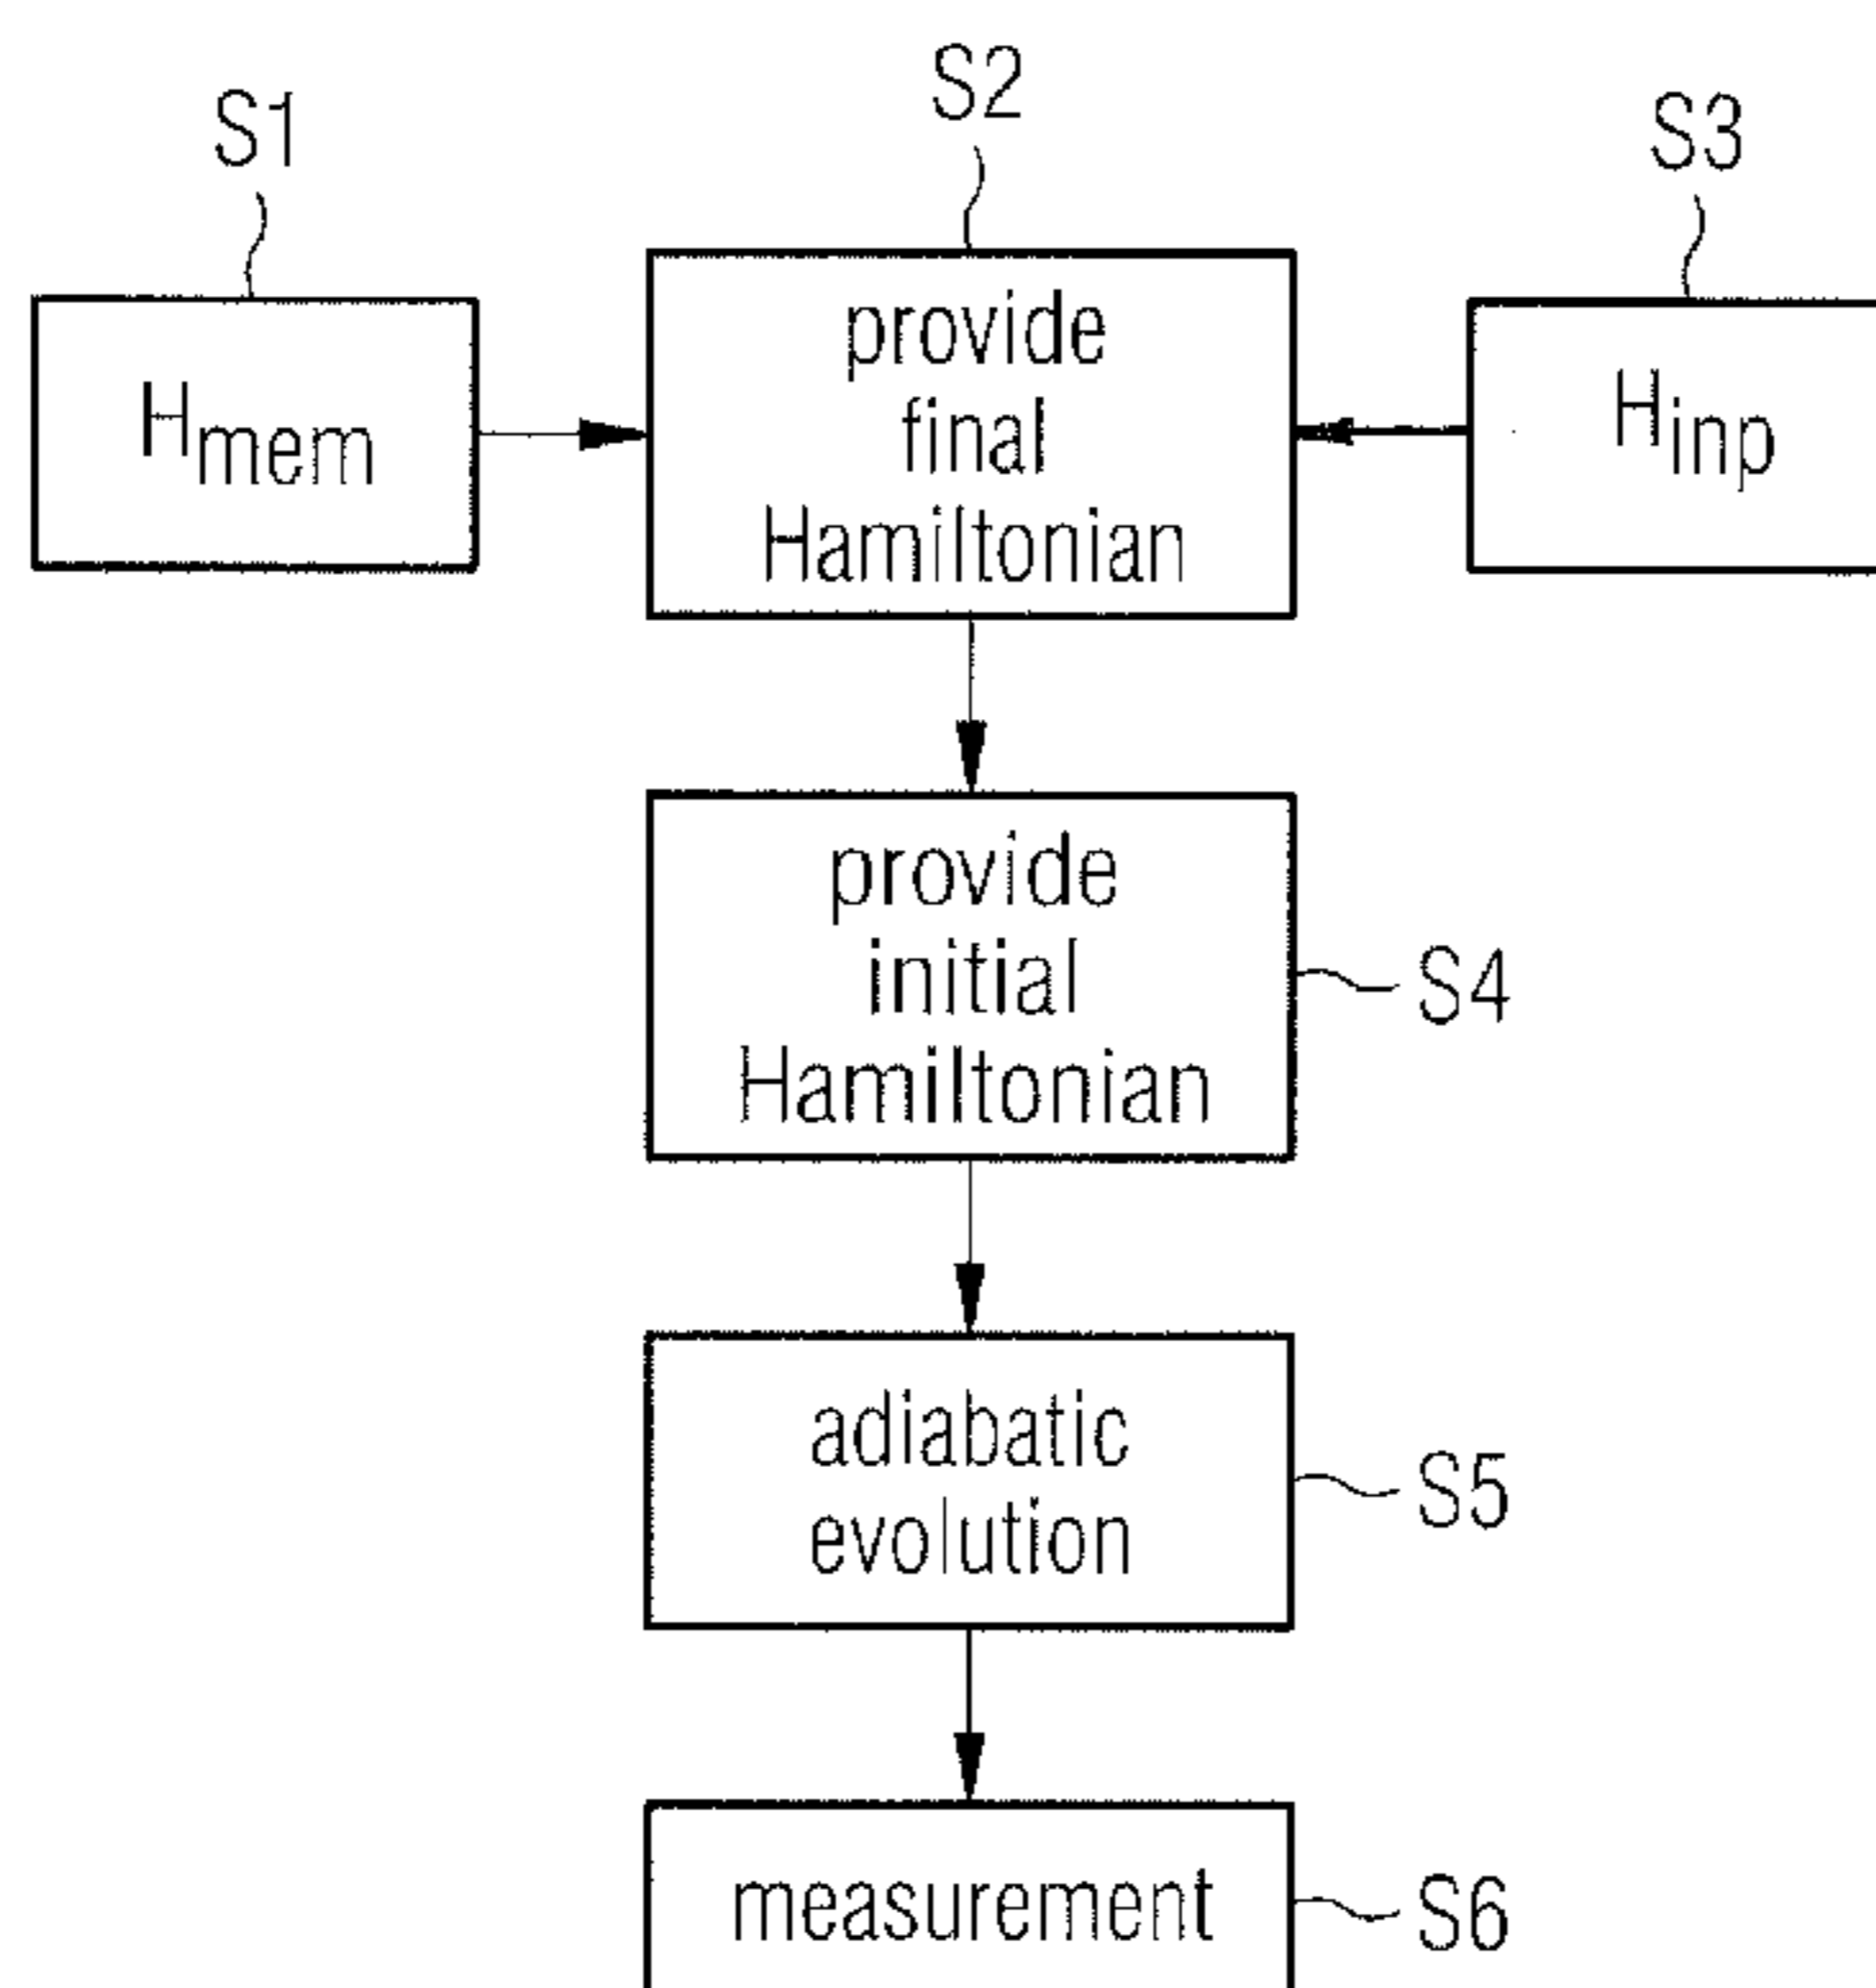 S1
S2
S3
Hmem
provide
final
Hamiltonian
Hinp
provide
initial
Hamiltonian
S4
adiabatic
evolution
S5
measurement
S6